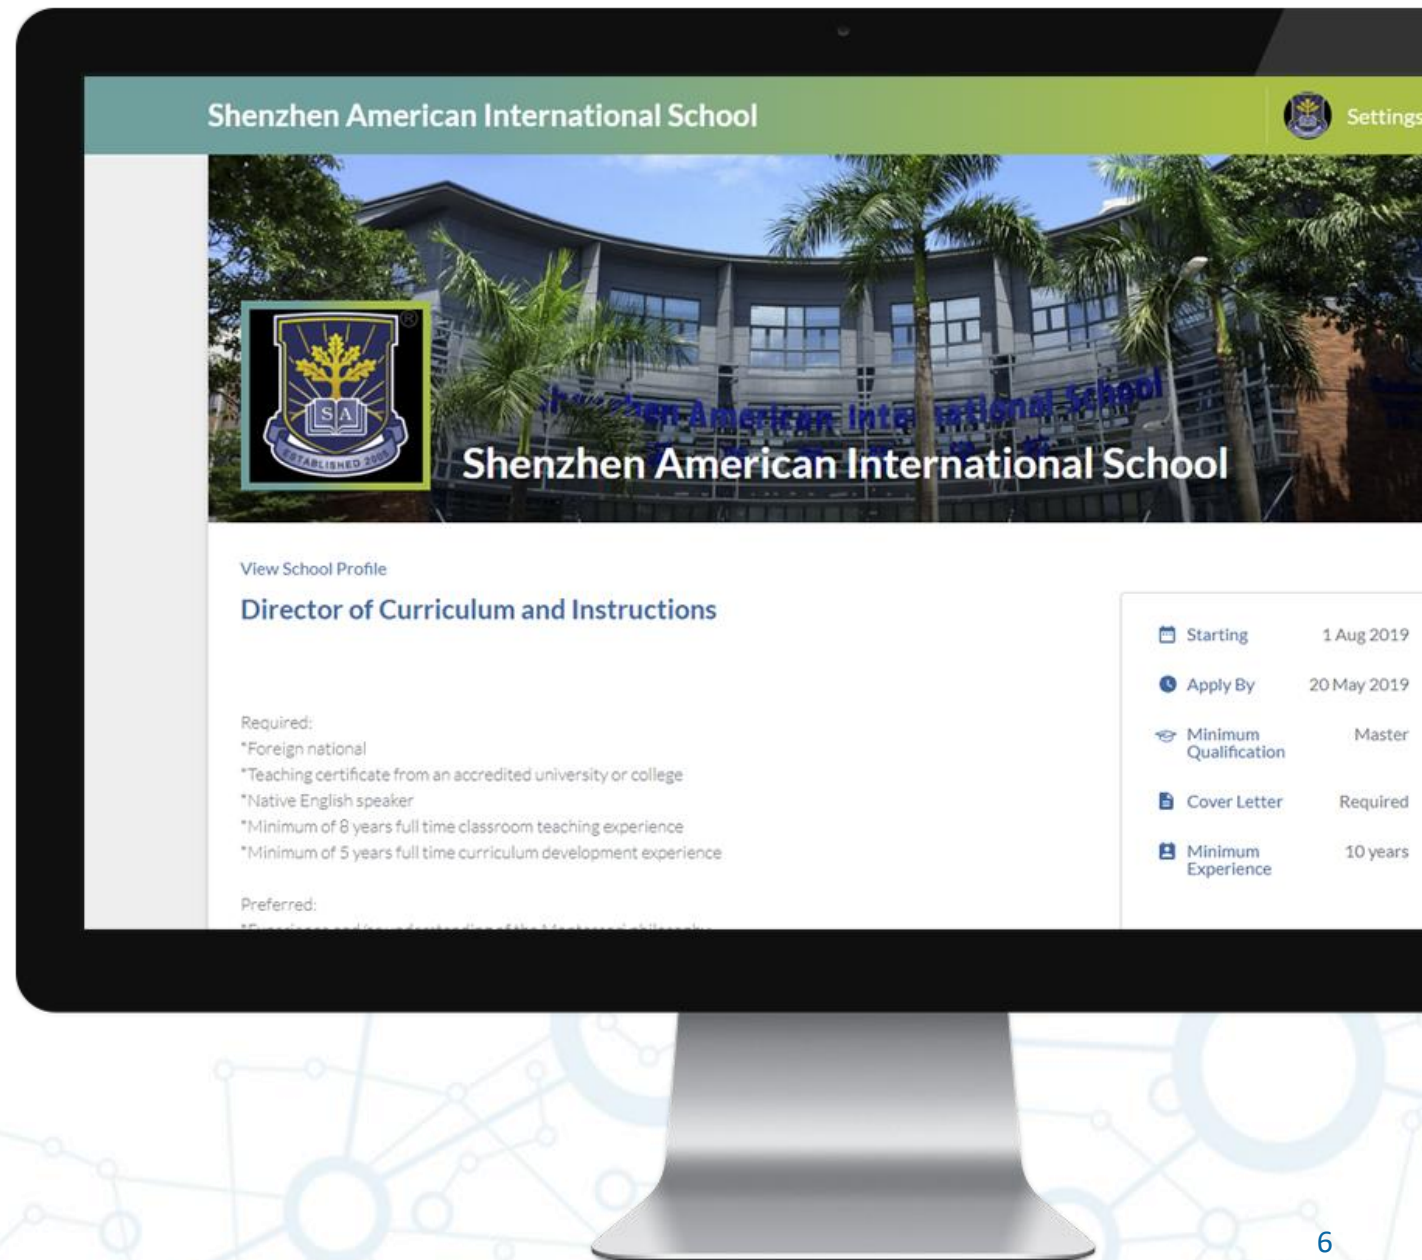 Shenzhen American International School
Settings
®
SA
ESTABLISHED 2005
Shenzhen American International School
View School Profile
Director of Curriculum and Instructions
Starting 1 Aug 2019
Apply By 20 May 2019
Minimum Qualification Master
Cover Letter Required
Minimum Experience 10 years
Required:
*Foreign national
*Teaching certificate from an accredited university or college
*Native English speaker
*Minimum of 8 years full time classroom teaching experience
*Minimum of 5 years full time curriculum development experience
Preferred:
6